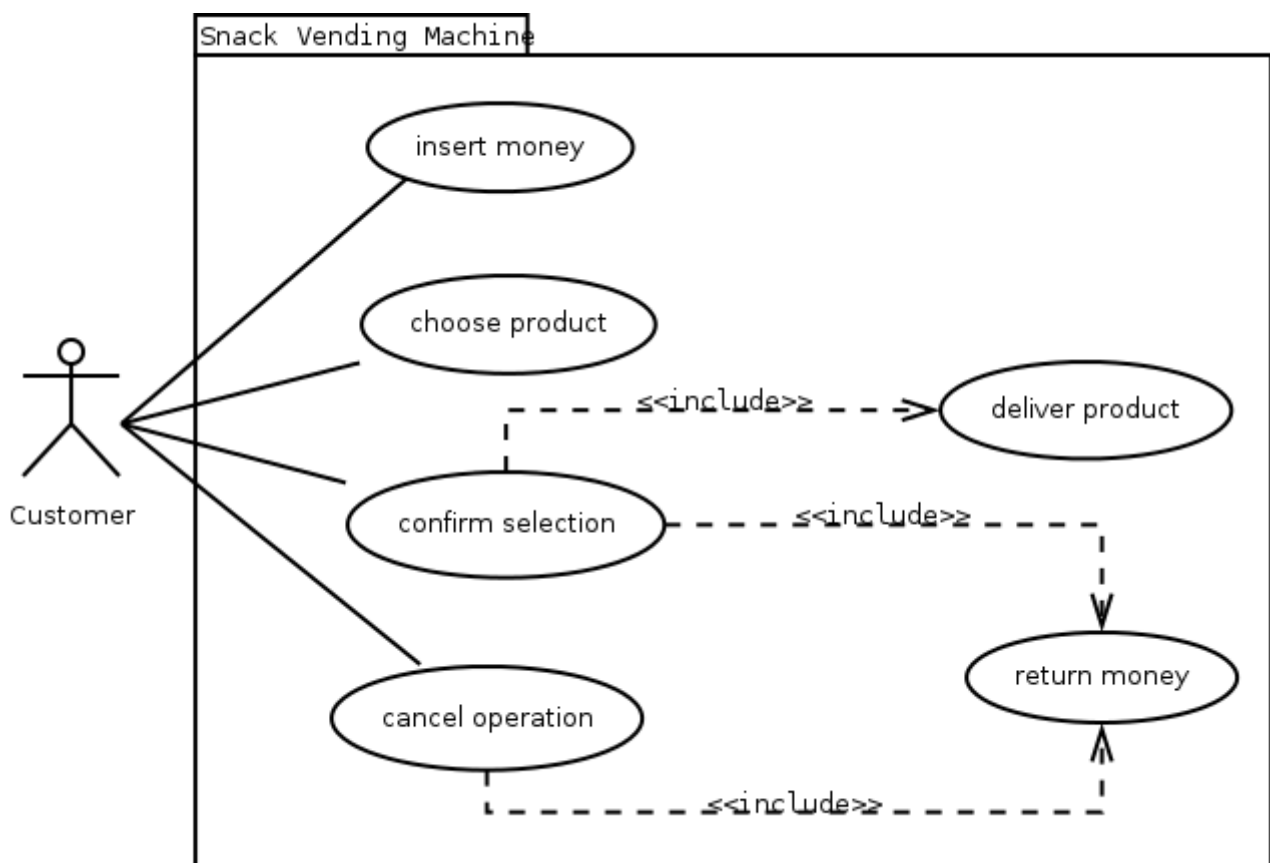 Snack Vending Machine
insert money
choose product
<<include>>
deliver product
Customer
confirm selection
<<include>>
return money
cancel operation
<<include>>